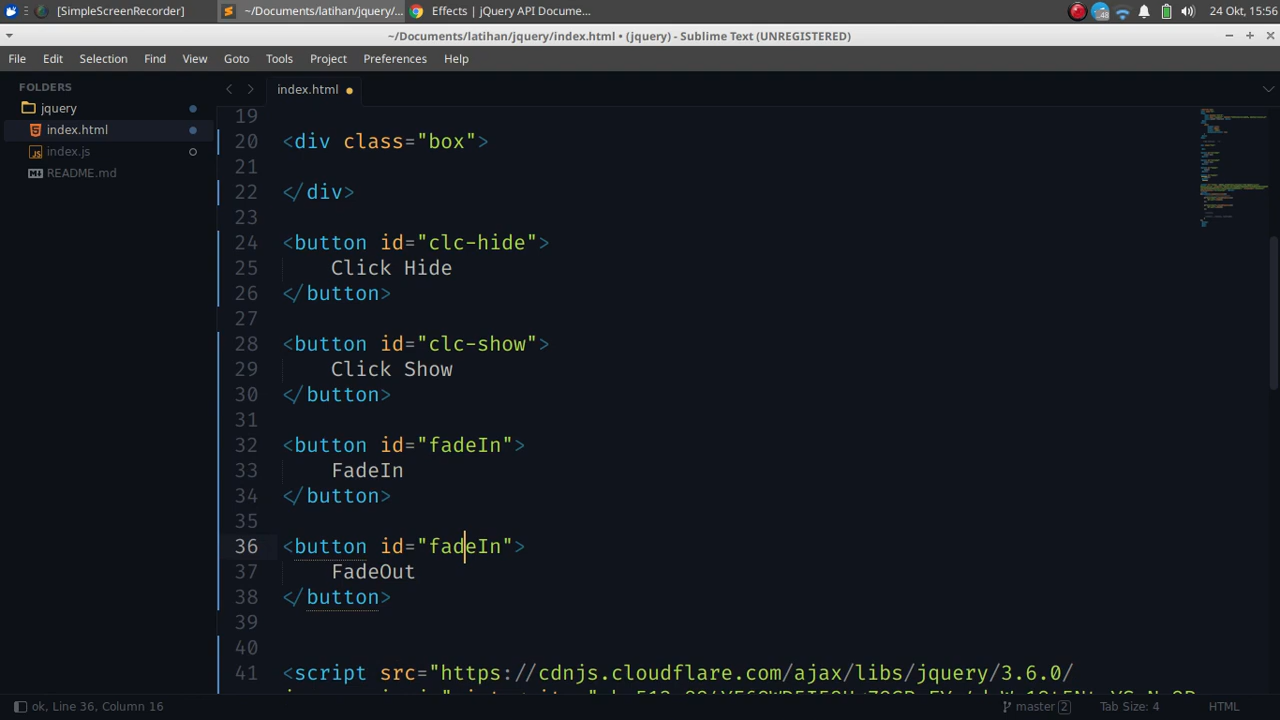 [SimpleScreenRecorder]
~/Documents/latihan/jquery/...
Effects | jQuery API Docume...
24 Okt, 15:56
~/Documents/latihan/jquery/index.html • (jquery) - Sublime Text (UNREGISTERED)
File Edit Selection Find View Goto Tools Project Preferences Help
FOLDERS
jquery
index.html
index.js
README.md
index.html
19
20 <div class="box">
21
22 </div>
23
24 <button id="clc-hide">
25 Click Hide
26 </button>
27
28 <button id="clc-show">
29 Click Show
30 </button>
31
32 <button id="fadeIn">
33 FadeIn
34 </button>
35
36 <button id="fadeIn">
37 FadeOut
38 </button>
39
40
41 <script src="https://cdnjs.cloudflare.com/ajax/libs/jquery/3.6.0/
ok, Line 36, Column 16
master 2
Tab Size: 4
HTML